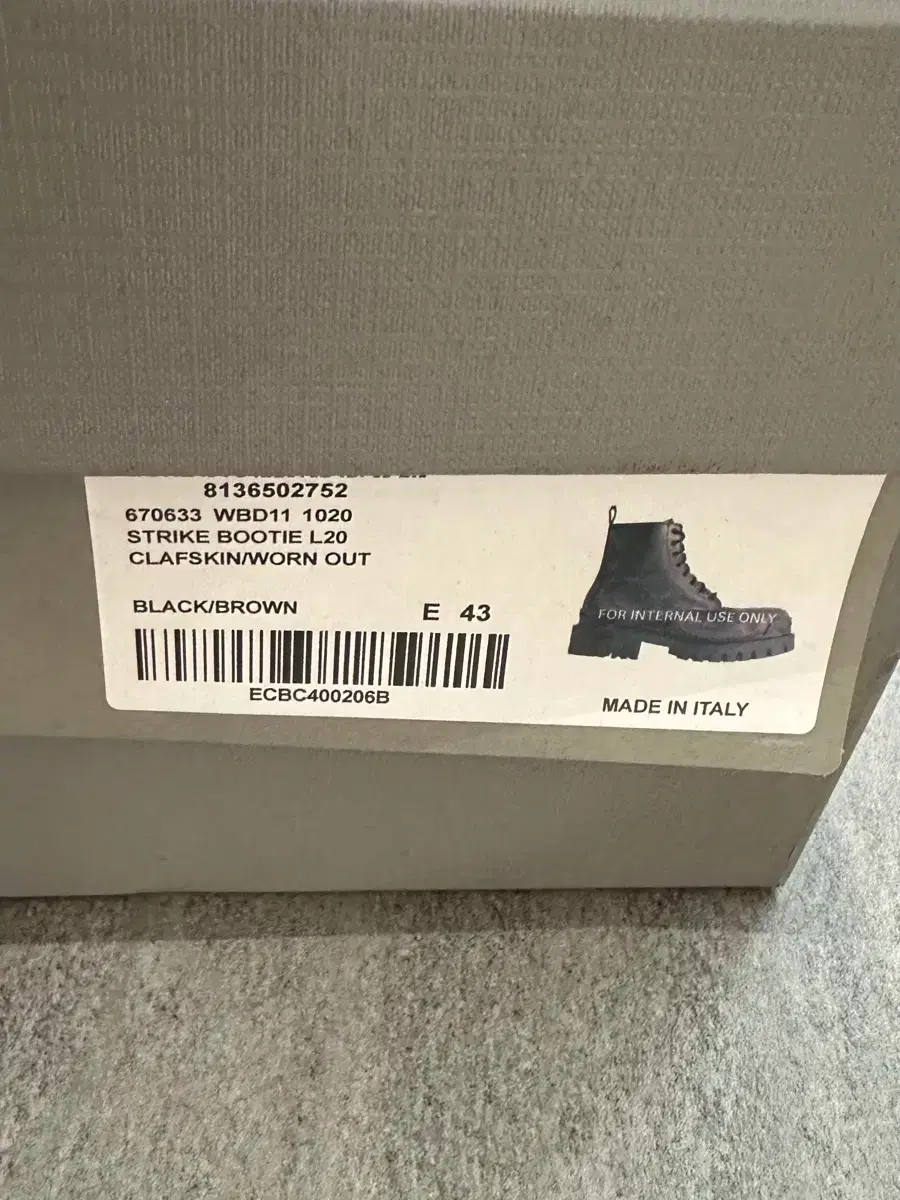 8136502752
670633 WBD11 1020
STRIKE BOOTIE L20
CLAFSKIN/WORN OUT
BLACK/BROWN
E 43
ECBC400206B
FOR INTERNAL USE ONLY
MADE IN ITALY